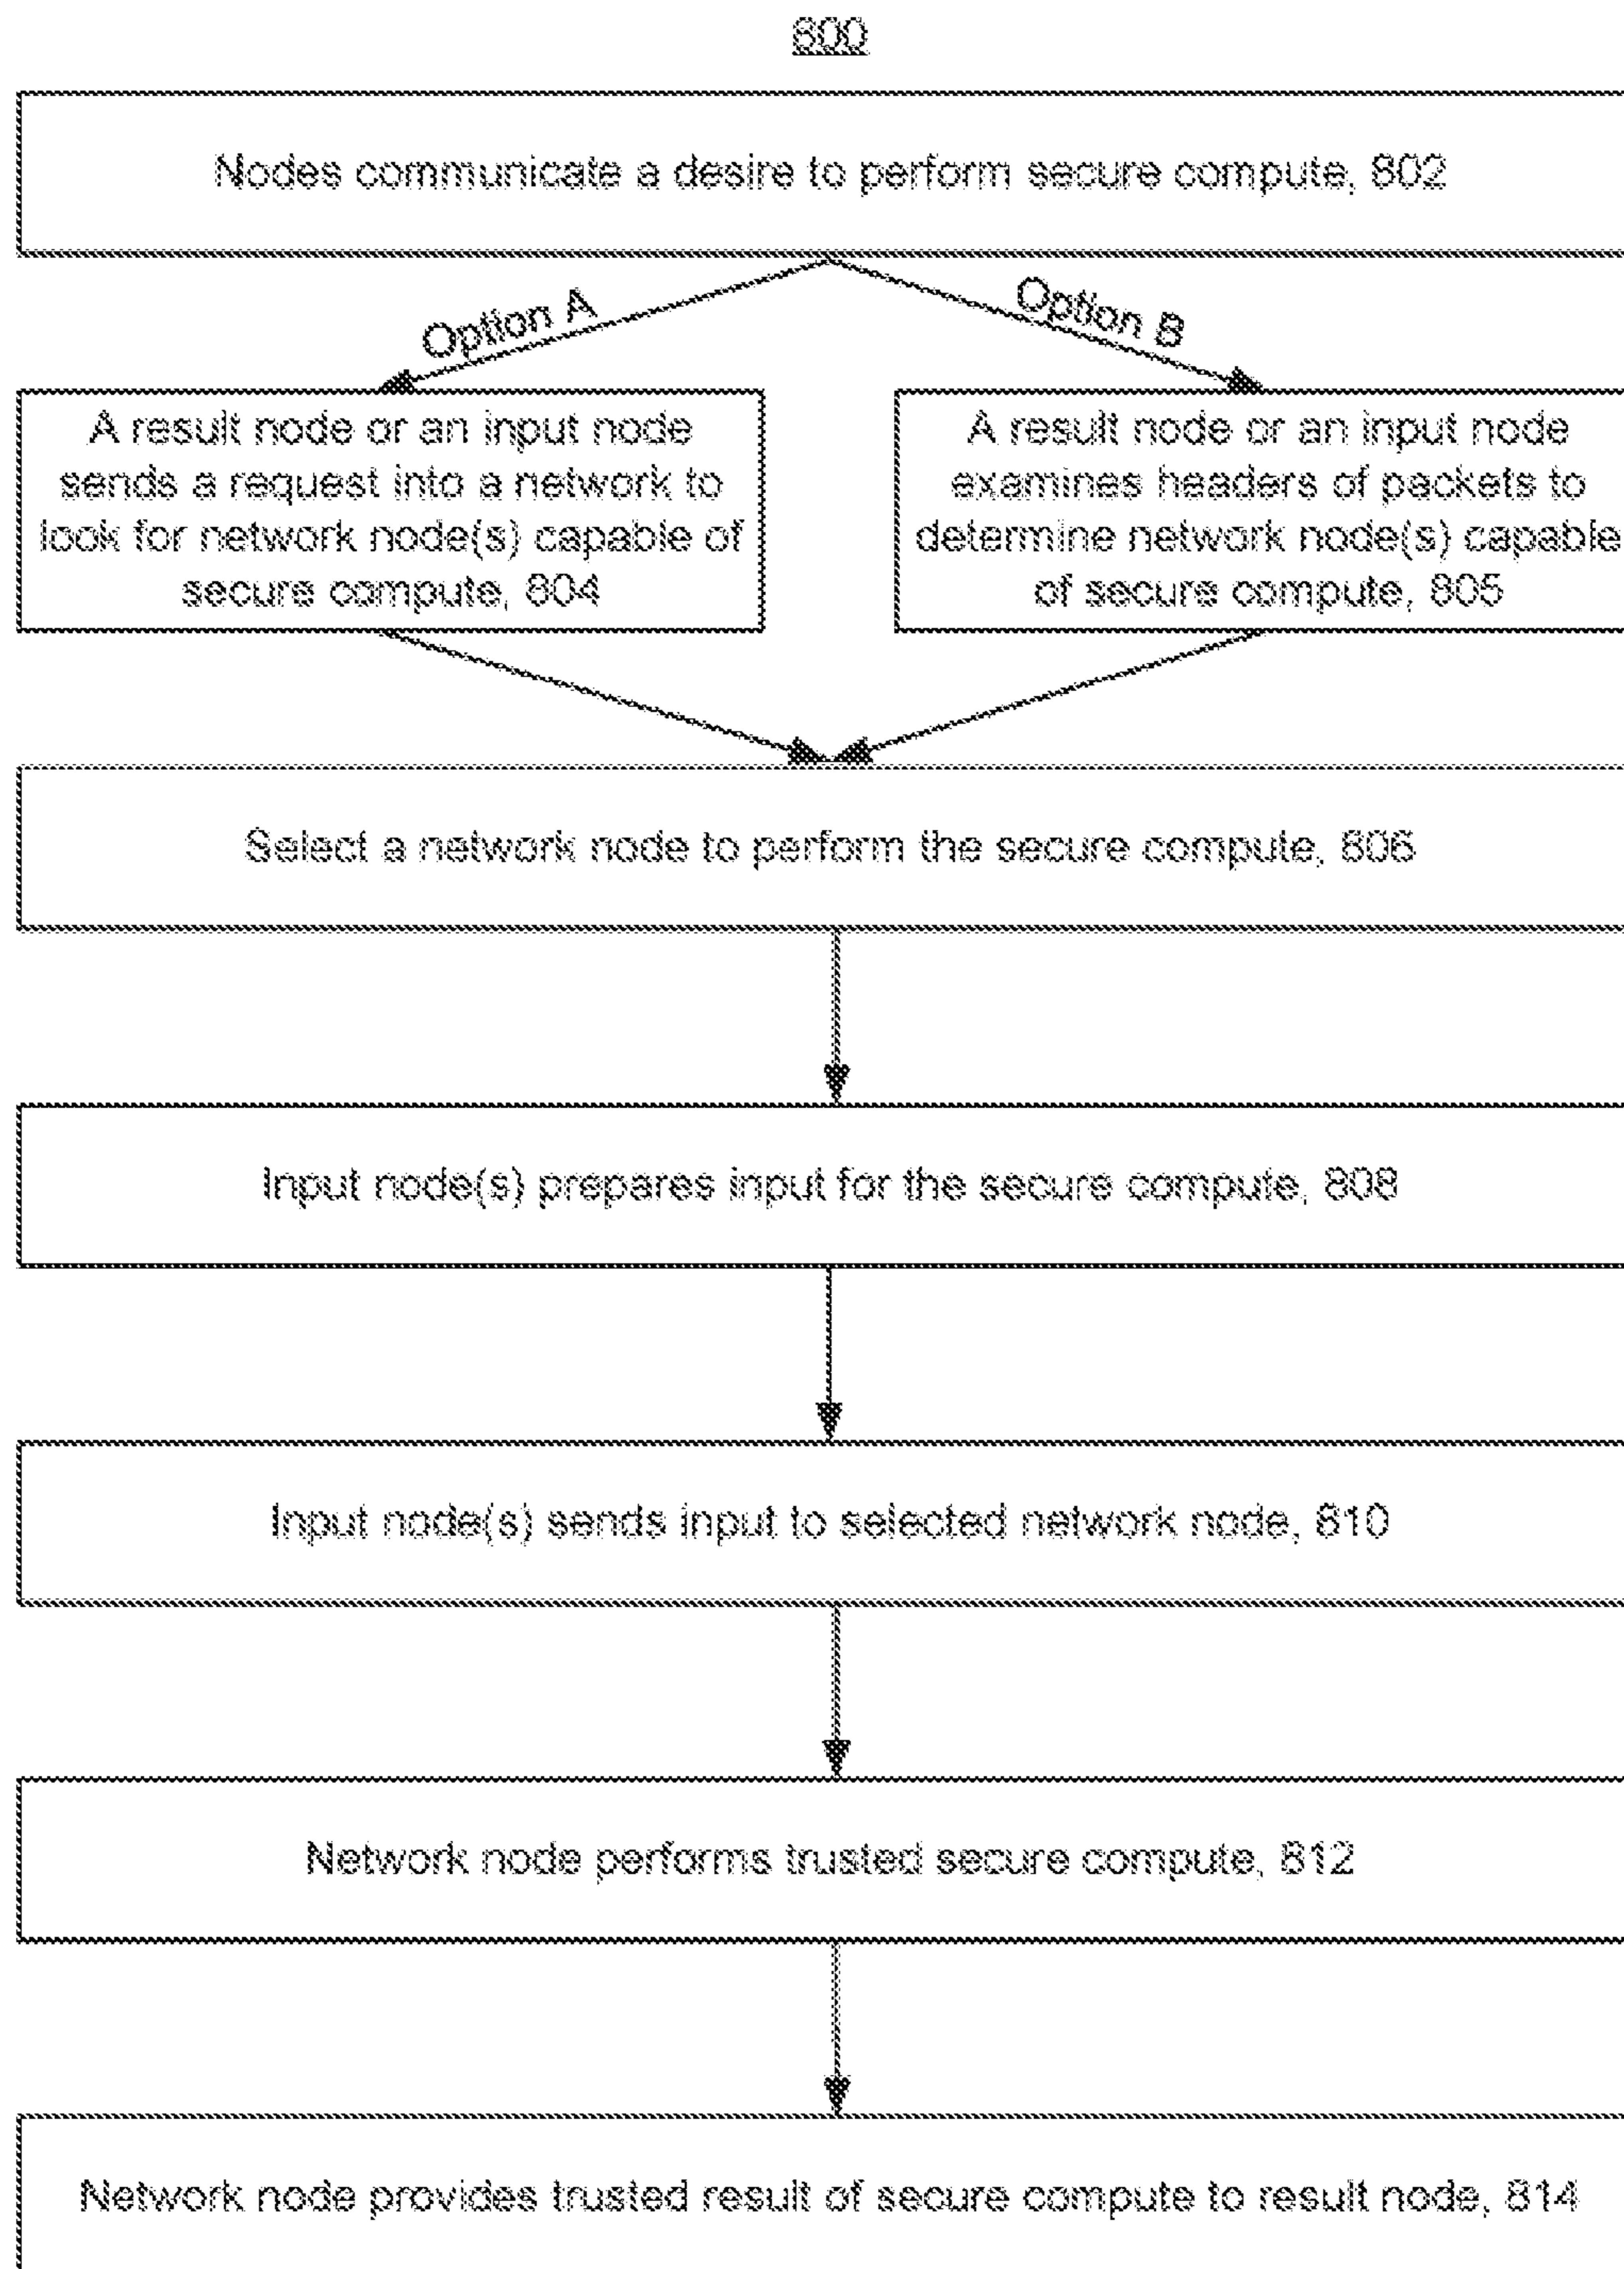 800
Nodes communicate a desire to perform secure compute, 802
Option A
Option B
A result node or an input node
sends a request into a network to
look for network node(s) capable of
secure compute, 804
A result node or an input node
examines headers of packets to
determine network node(s) capable
of secure compute, 805
Select a network node to perform the secure compute, 806
Input node(s) prepares input for the secure compute, 808
Input node(s) sends input to selected network node, 810
Network node performs trusted secure compute, 812
Network node provides trusted result of secure compute to result node, 814